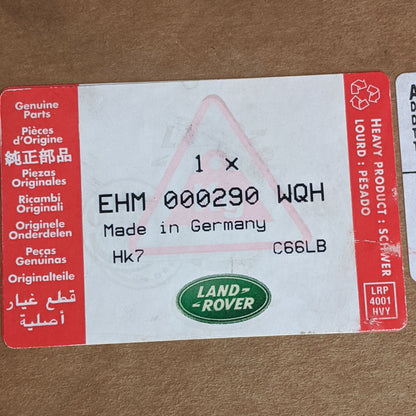 Genuine
Parts
Pièces
d'Origine
純正部品
Piezas
Originales
Ricambi
Originali
Originele
Onderdelen
Peças
Genuínas
Originalteile
قطع غيار
أصلية
1 x
EHM 000290 WQH
Made in Germany
Hk7
C66LB
LAND-
-ROVER
HEAVY PRODUCT : SCHWER
LOURD : PESADO
LRP
4001
HVY